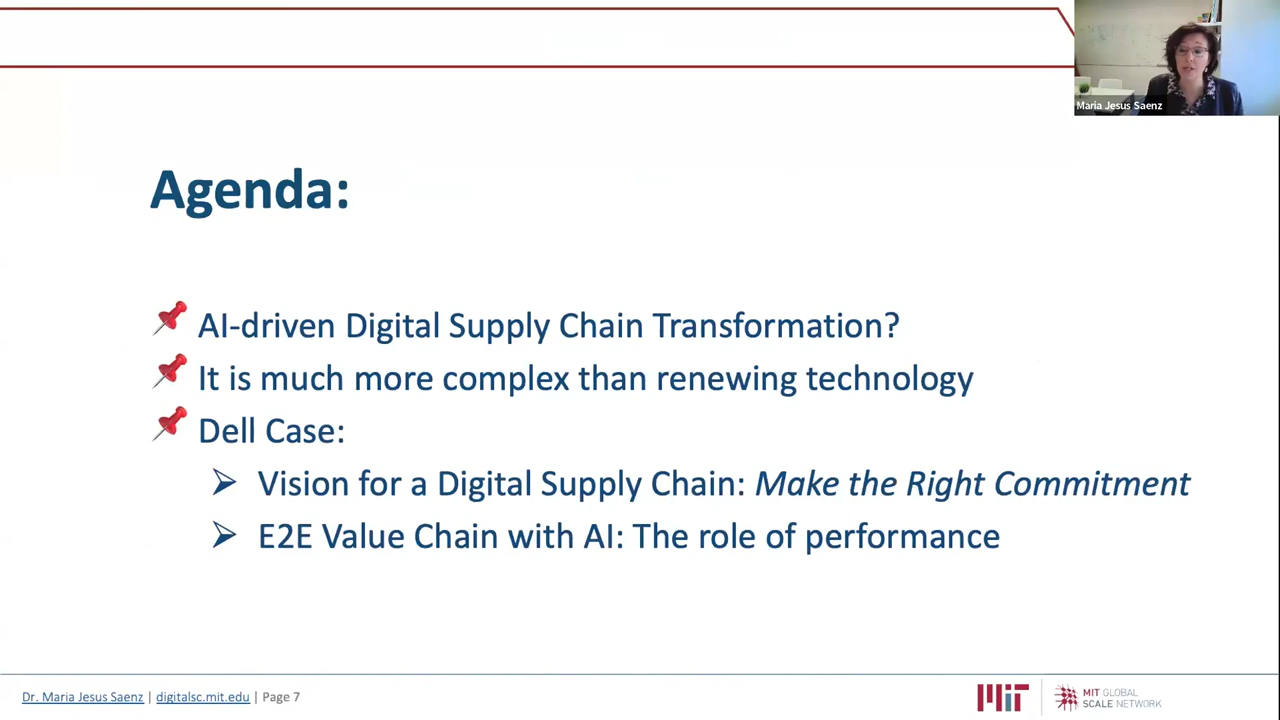 Maria Jesus Saenz
Agenda:
AI-driven Digital Supply Chain Transformation?
It is much more complex than renewing technology
Dell Case:
Vision for a Digital Supply Chain: Make the Right Commitment
E2E Value Chain with AI: The role of performance
Dr. Maria Jesus Saenz | digitalsc.mit.edu | Page 7
MIT
MIT GLOBAL
SCALE NETWORK